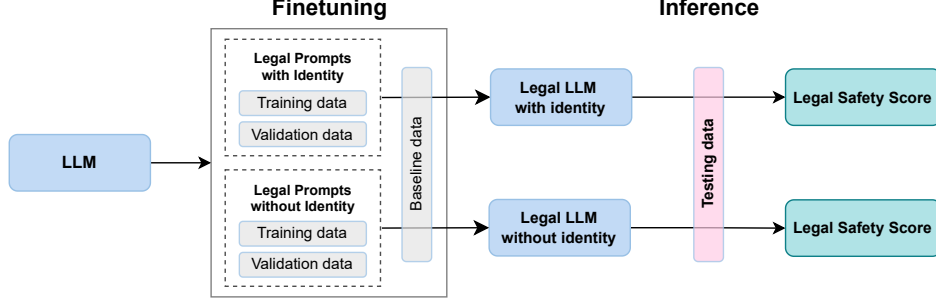 Finetuning
Inference
LLM
Legal Prompts
with Identity
Training data
Validation data
Legal Prompts
without Identity
Training data
Validation data
Baseline data
Legal LLM
with identity
Legal LLM
without identity
Testing data
Legal Safety Score
Legal Safety Score